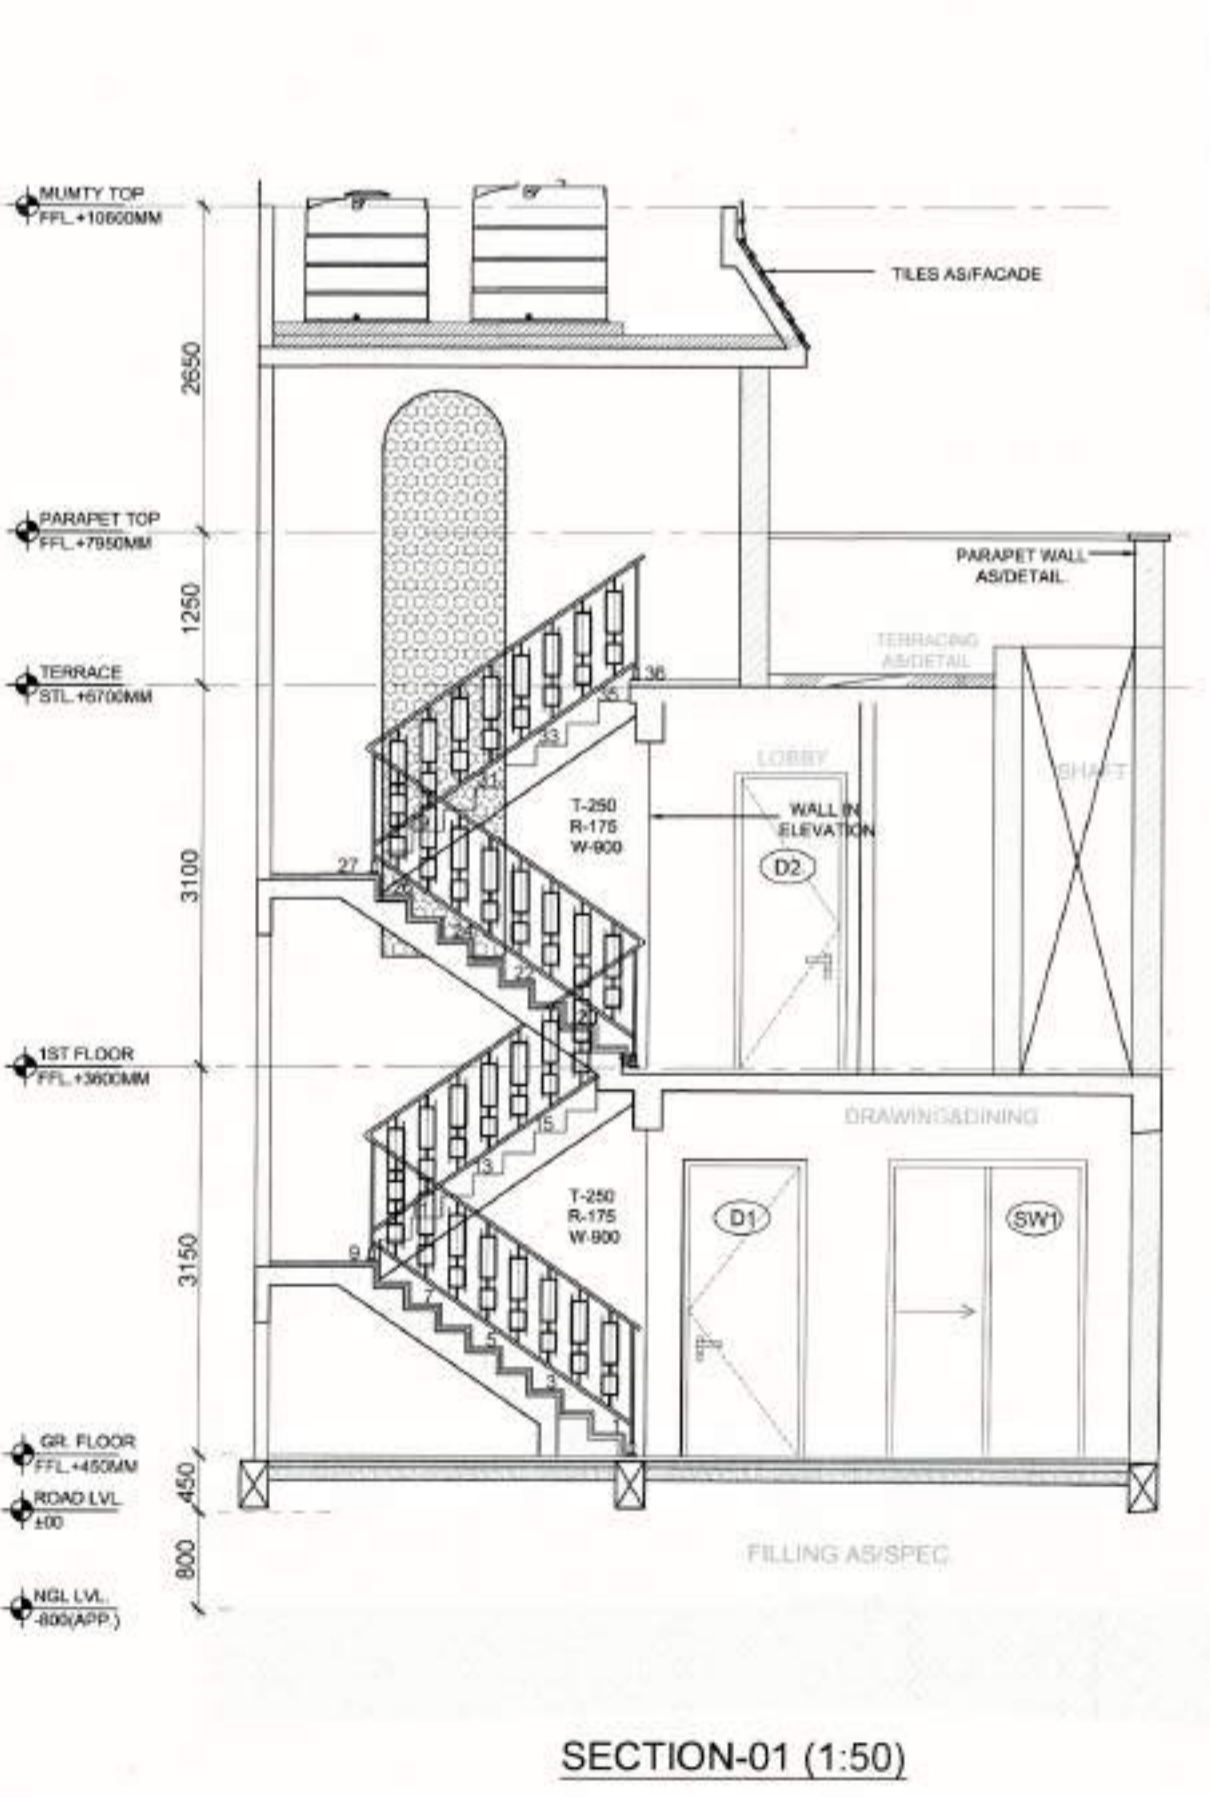 MUMTY TOP
FFL.+10600MM
TILES AS/FACADE
2650
PARAPET TOP
FFL.+7950MM
PARAPET WALL
AS/DETAIL
1250
TERRACING
AS/DETAIL
TERRACE
STL.+6700MM
36
35
33
31
LOBBY
SHAFT
T-250
R-175
W-900
WALL IN
ELEVATION
D2
27
3100
22
1ST FLOOR
FFL.+3600MM
DRAWING&DINING
15
13
T-250
R-175
W-900
D1
SW1
9
3150
7
5
3
GR. FLOOR
FFL.+450MM
450
ROAD LVL.
±00
800
FILLING AS/SPEC.
NGL LVL.
-800(APP.)
SECTION-01 (1:50)